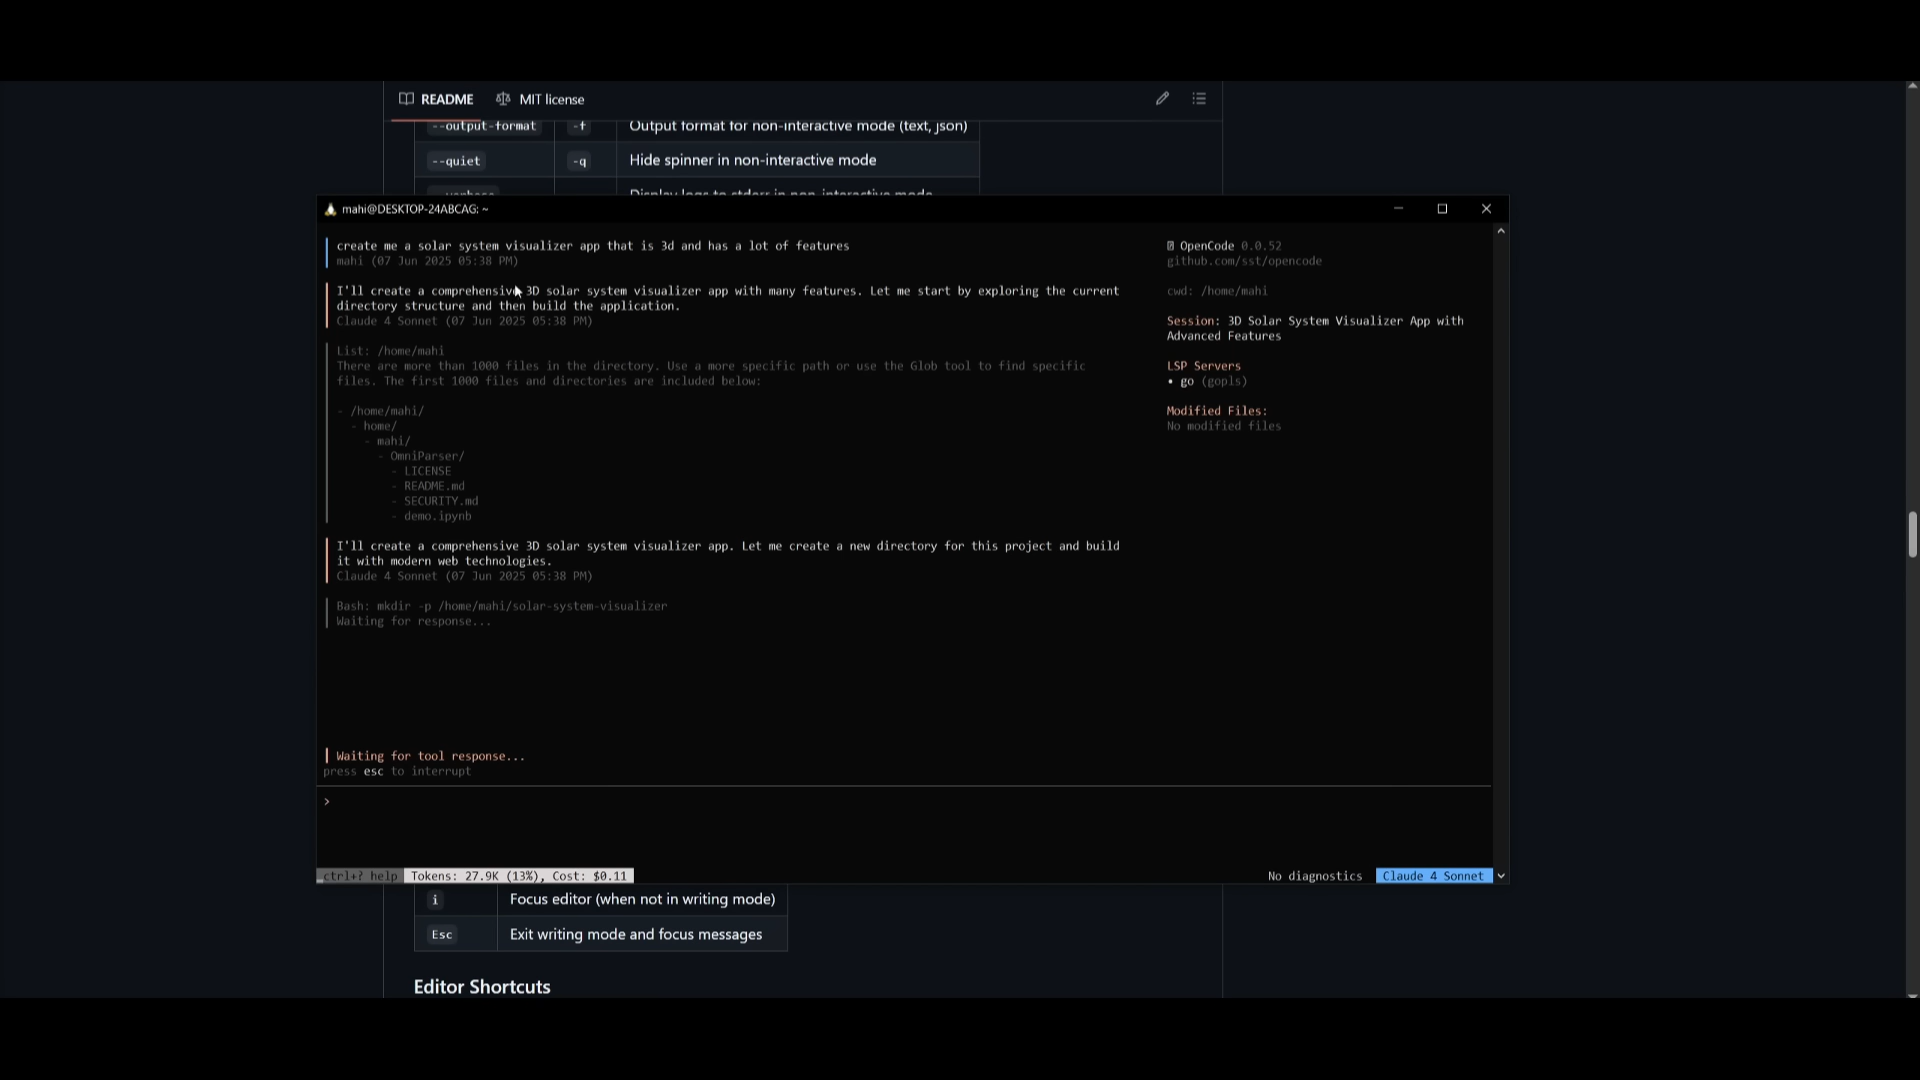 README
MIT license
--output-format -f Output format for non-interactive mode (text, json)
--quiet -q Hide spinner in non-interactive mode
--verbose Display logs to stderr in non-interactive mode
mahi@DESKTOP-24ABCAG: ~
create me a solar system visualizer app that is 3d and has a lot of features
mahi (07 Jun 2025 05:38 PM)
I'll create a comprehensive 3D solar system visualizer app with many features. Let me start by exploring the current
directory structure and then build the application.
Claude 4 Sonnet (07 Jun 2025 05:38 PM)
List: /home/mahi
There are more than 1000 files in the directory. Use a more specific path or use the Glob tool to find specific
files. The first 1000 files and directories are included below:
- /home/mahi/
- home/
- mahi/
- OmniParser/
- LICENSE
- README.md
- SECURITY.md
- demo.ipynb
I'll create a comprehensive 3D solar system visualizer app. Let me create a new directory for this project and build
it with modern web technologies.
Claude 4 Sonnet (07 Jun 2025 05:38 PM)
Bash: mkdir -p /home/mahi/solar-system-visualizer
Waiting for response...
Waiting for tool response...
press esc to interrupt
>
OpenCode 0.0.52
github.com/sst/opencode
cwd: /home/mahi
Session: 3D Solar System Visualizer App with
Advanced Features
LSP Servers
• go (gopls)
Modified Files:
No modified files
ctrl+? help Tokens: 27.9K (13%), Cost: $0.11 No diagnostics Claude 4 Sonnet
i Focus editor (when not in writing mode)
Esc Exit writing mode and focus messages
Editor Shortcuts